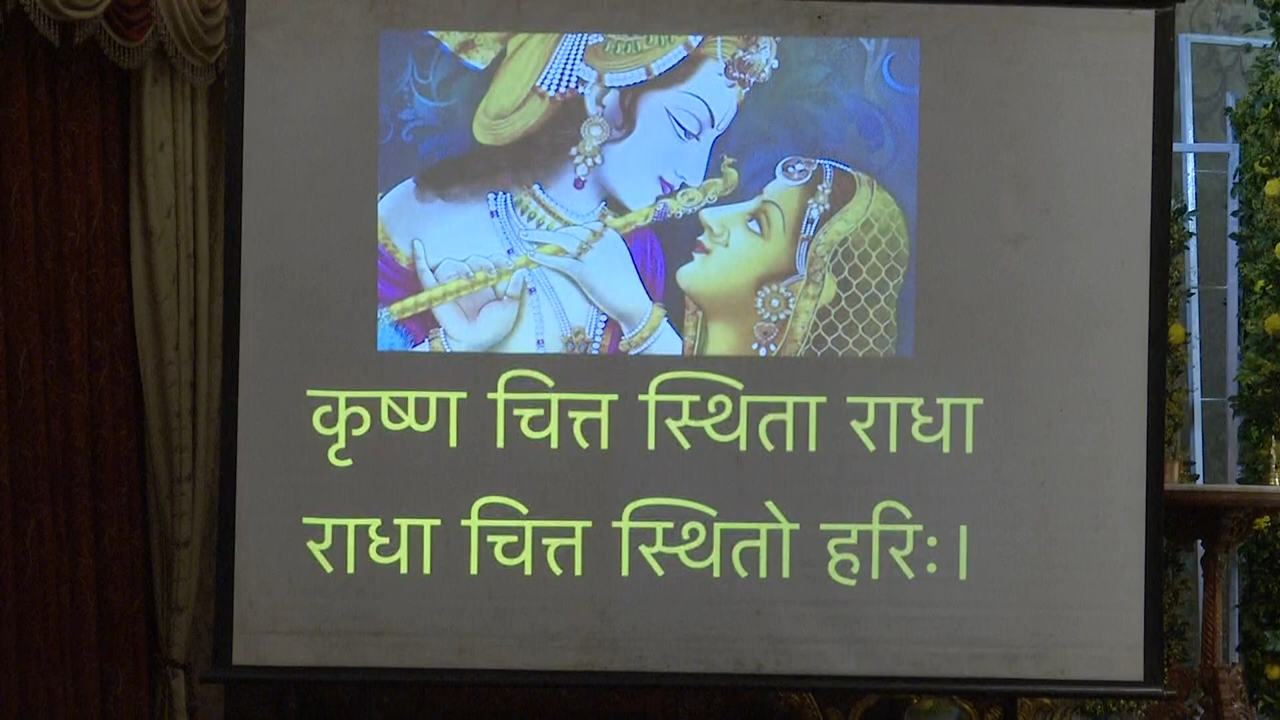 कृष्ण चित्त स्थिता राधा
राधा चित्त स्थितो हरिः।